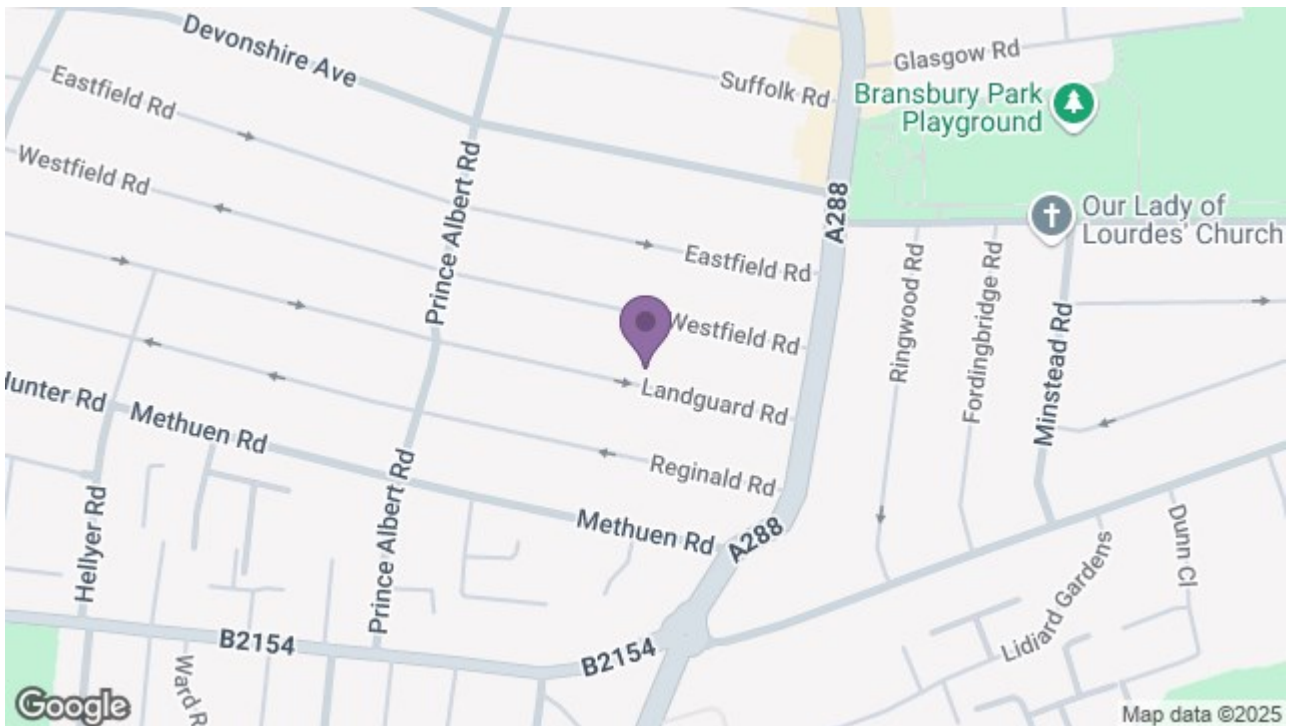 Devonshire Ave
Suffolk Rd
Glasgow Rd
Eastfield Rd
Bransbury Park
Playground
Westfield Rd
Prince Albert Rd
A288
Our Lady of
Lourdes' Church
Eastfield Rd
Ringwood Rd
Fordingbridge Rd
Westfield Rd
Minstead Rd
Landguard Rd
Hunter Rd
Methuen Rd
Reginald Rd
Prince Albert Rd
Hellyer Rd
Methuen Rd
A288
Dunn Cl
Lidiard Gardens
B2154
B2154
Ward R
Google
Map data ©2025